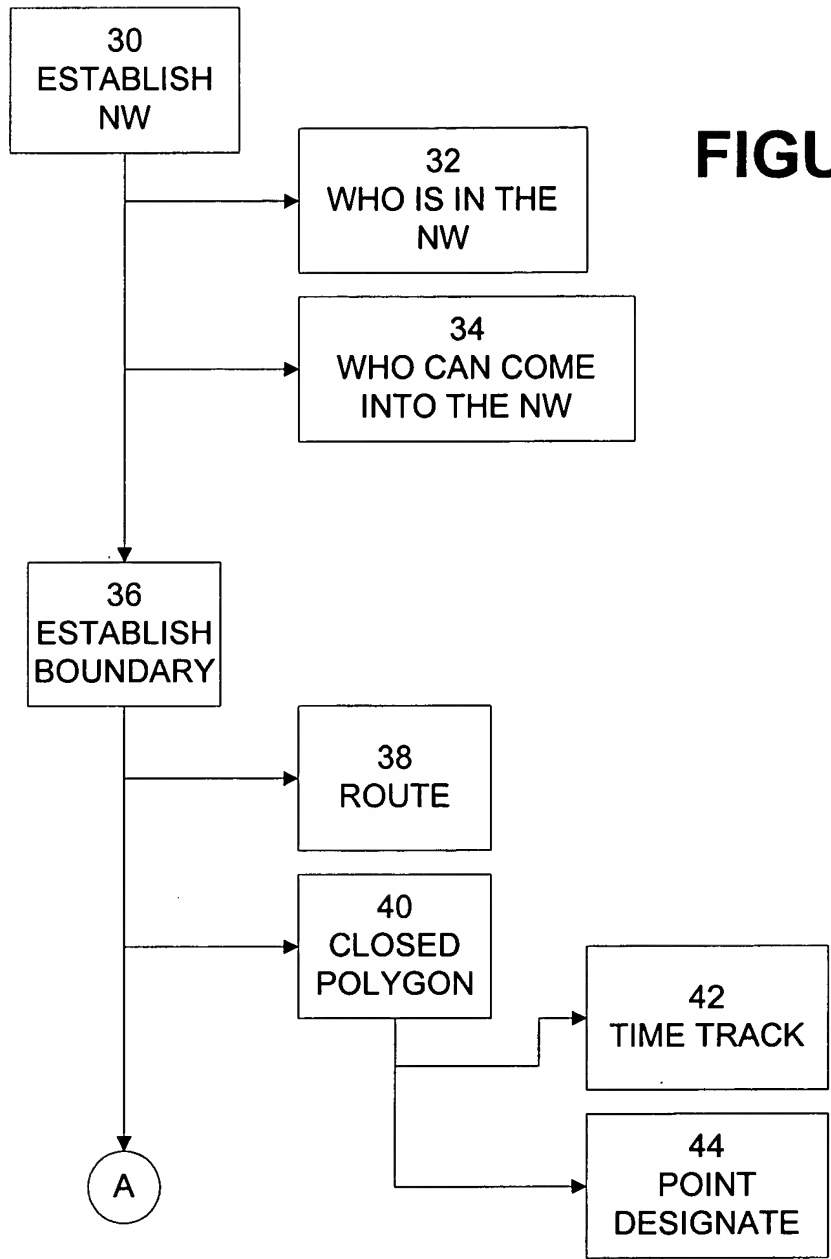 30
ESTABLISH
NW
32
WHO IS IN THE
NW
FIGU
34
WHO CAN COME
INTO THE NW
36
ESTABLISH
BOUNDARY
38
ROUTE
40
CLOSED
POLYGON
42
TIME TRACK
44
POINT
DESIGNATE
A